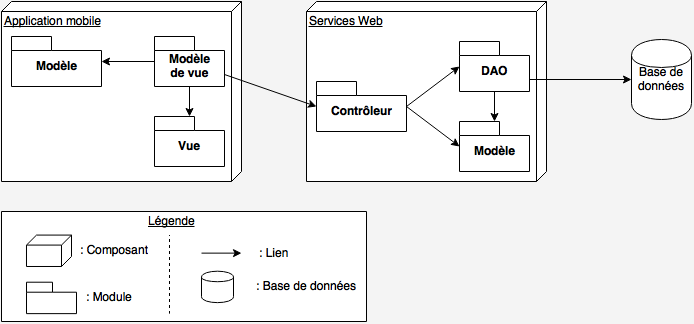 Application mobile
Modèle
Modèle
de vue
Vue
Services Web
Contrôleur
DAO
Modèle
Base de
données
Légende
: Composant
: Module
: Lien
: Base de données